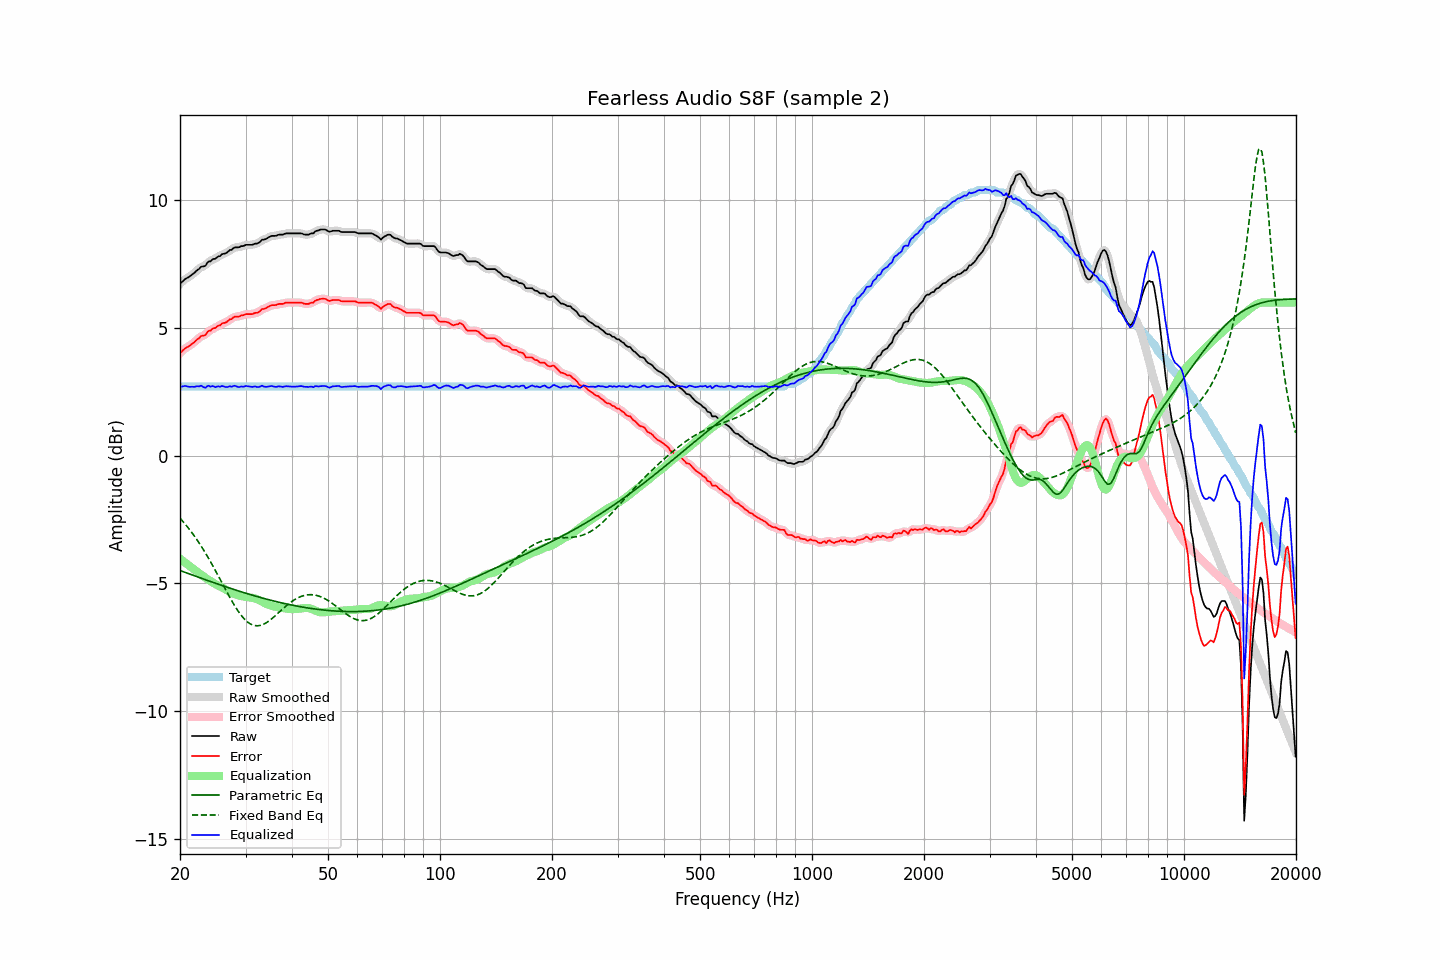 Fearless Audio S8F (sample 2)
Amplitude (dBr)
10
5
0
−5
−10
−15
Target
Raw Smoothed
Error Smoothed
Raw
Error
Equalization
Parametric Eq
Fixed Band Eq
Equalized
20 50 100 200 500 1000 2000 5000 10000 20000
Frequency (Hz)